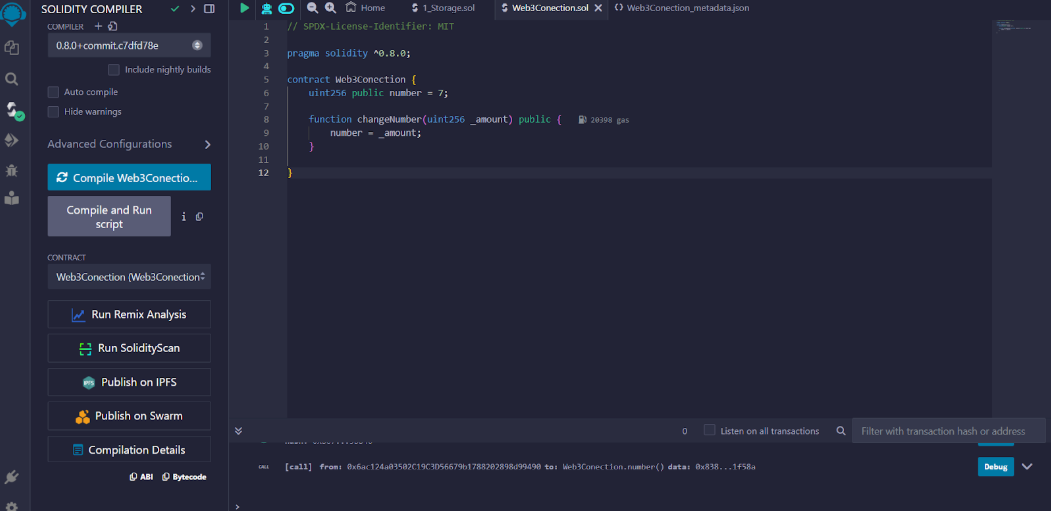 SOLIDITY COMPILER
COMPILER
0.8.0+commit.c7dfd78e
Include nightly builds
Auto compile
Hide warnings
Advanced Configurations
Compile Web3Conectio...
Compile and Run
script
CONTRACT
Web3Conection (Web3Conection
Run Remix Analysis
Run SolidityScan
Publish on IPFS
Publish on Swarm
Compilation Details
ABI Bytecode
Home 1_Storage.sol Web3Conection.sol Web3Conection_metadata.json
1 // SPDX-License-Identifier: MIT
2
3 pragma solidity ^0.8.0;
4
5 contract Web3Conection {
6 uint256 public number = 7;
7
8 function changeNumber(uint256 _amount) public { 20398 gas
9 number = _amount;
10 }
11
12 }
0 Listen on all transactions Filter with transaction hash or address
CALL [call] from: 0x6ac124a03502C19C3D56679b1788202898d99490 to: Web3Conection.number() data: 0x838...1f58a Debug
>